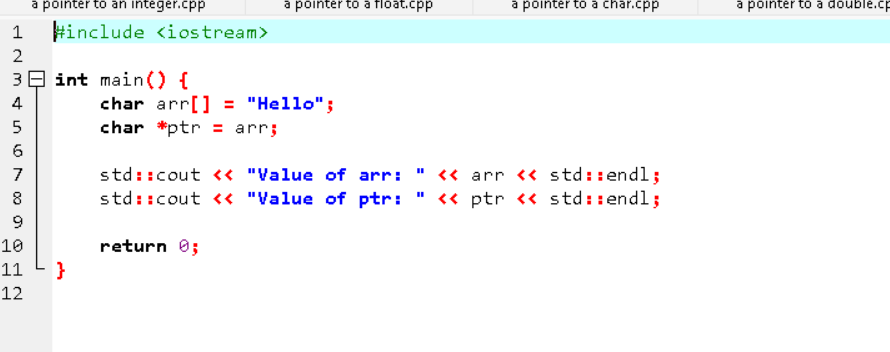 a pointer to an integer.cpp a pointer to a float.cpp a pointer to a char.cpp a pointer to a
1 #include <iostream>
2
3 int main() {
4 char arr[] = "Hello";
5 char *ptr = arr;
6
7 std::cout << "Value of arr: " << arr << std::endl;
8 std::cout << "Value of ptr: " << ptr << std::endl;
9
10 return 0;
11 }
12